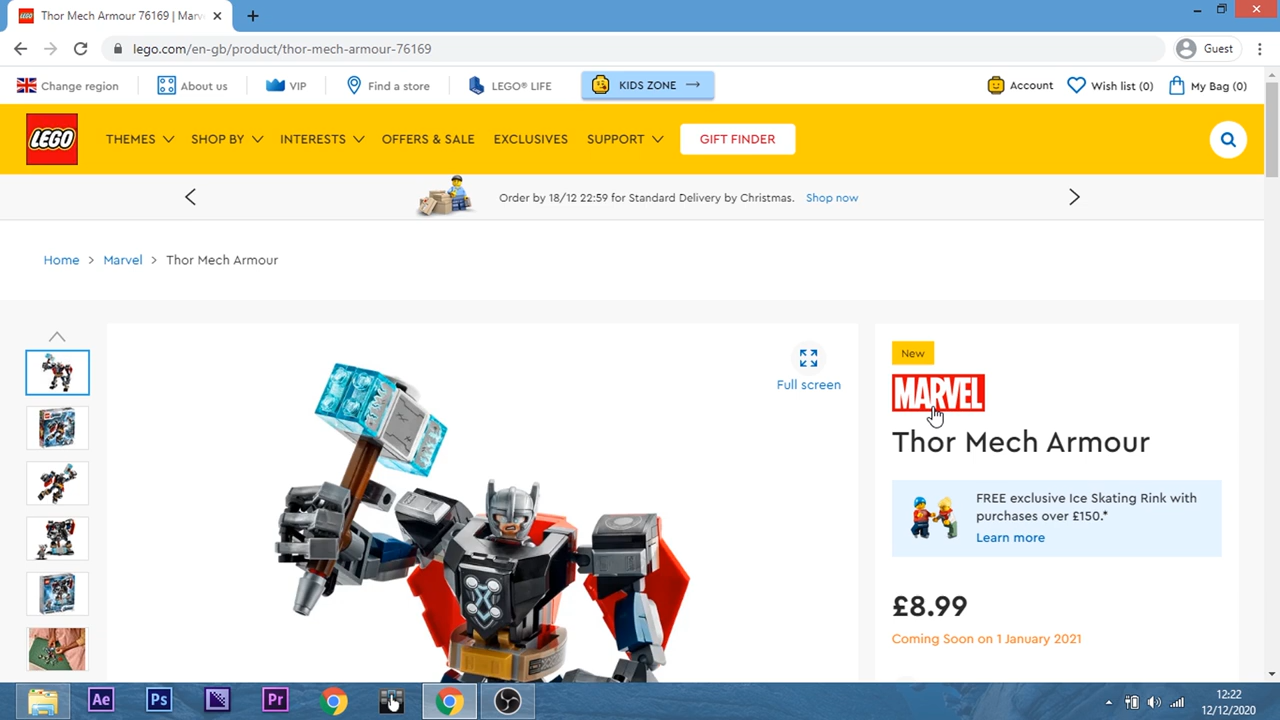 Thor Mech Armour 76169 | Marv
lego.com/en-gb/product/thor-mech-armour-76169
Guest
Change region
About us
VIP
Find a store
LEGO® LIFE
KIDS ZONE
Account
Wish list (0)
My Bag (0)
LEGO
THEMES
SHOP BY
INTERESTS
OFFERS & SALE
EXCLUSIVES
SUPPORT
GIFT FINDER
Order by 18/12 22:59 for Standard Delivery by Christmas. Shop now
Home > Marvel > Thor Mech Armour
Full screen
New
MARVEL
Thor Mech Armour
FREE exclusive Ice Skating Rink with
purchases over £150.*
Learn more
£8.99
Coming Soon on 1 January 2021
Ae
Ps
Pr
12:22
12/12/2020